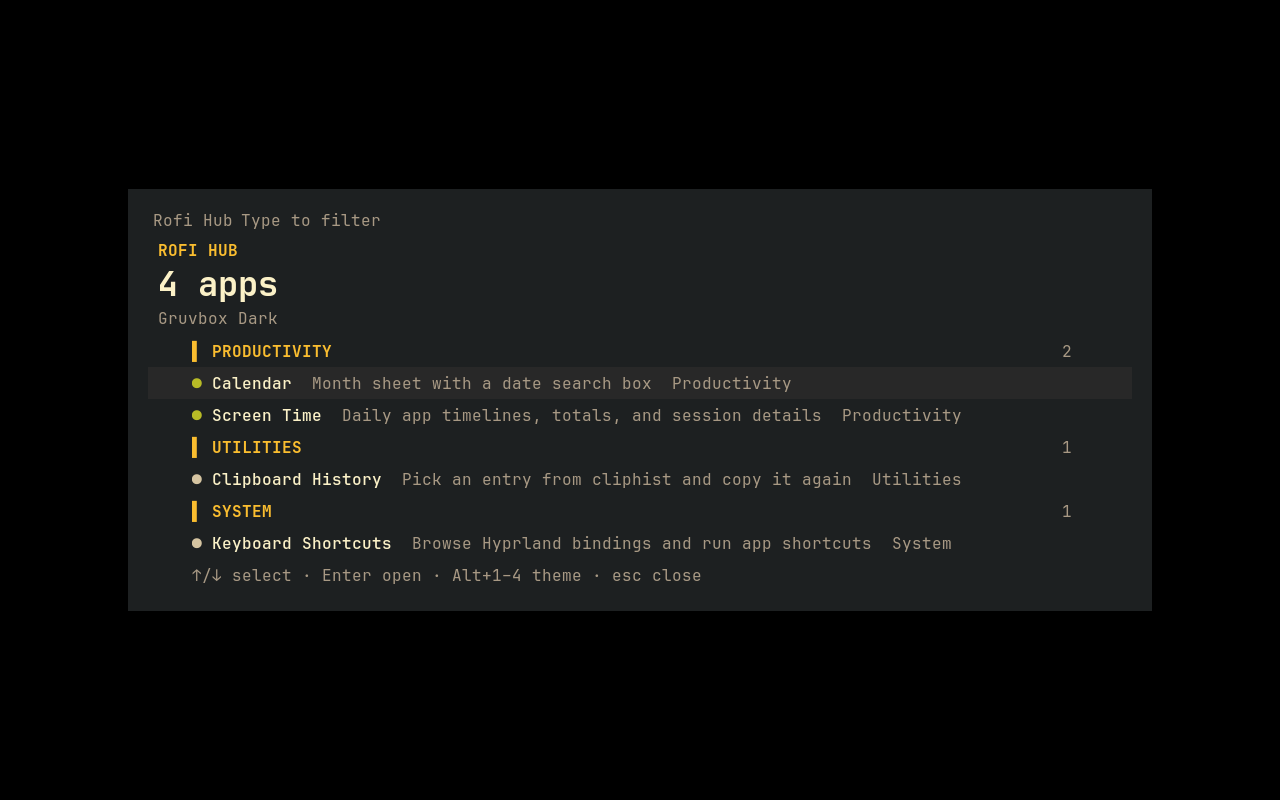 Rofi Hub Type to filter
ROFI HUB
4 apps
Gruvbox Dark
PRODUCTIVITY 2
Calendar Month sheet with a date search box Productivity
Screen Time Daily app timelines, totals, and session details Productivity
UTILITIES 1
Clipboard History Pick an entry from cliphist and copy it again Utilities
SYSTEM 1
Keyboard Shortcuts Browse Hyprland bindings and run app shortcuts System
↑/↓ select · Enter open · Alt+1–4 theme · esc close